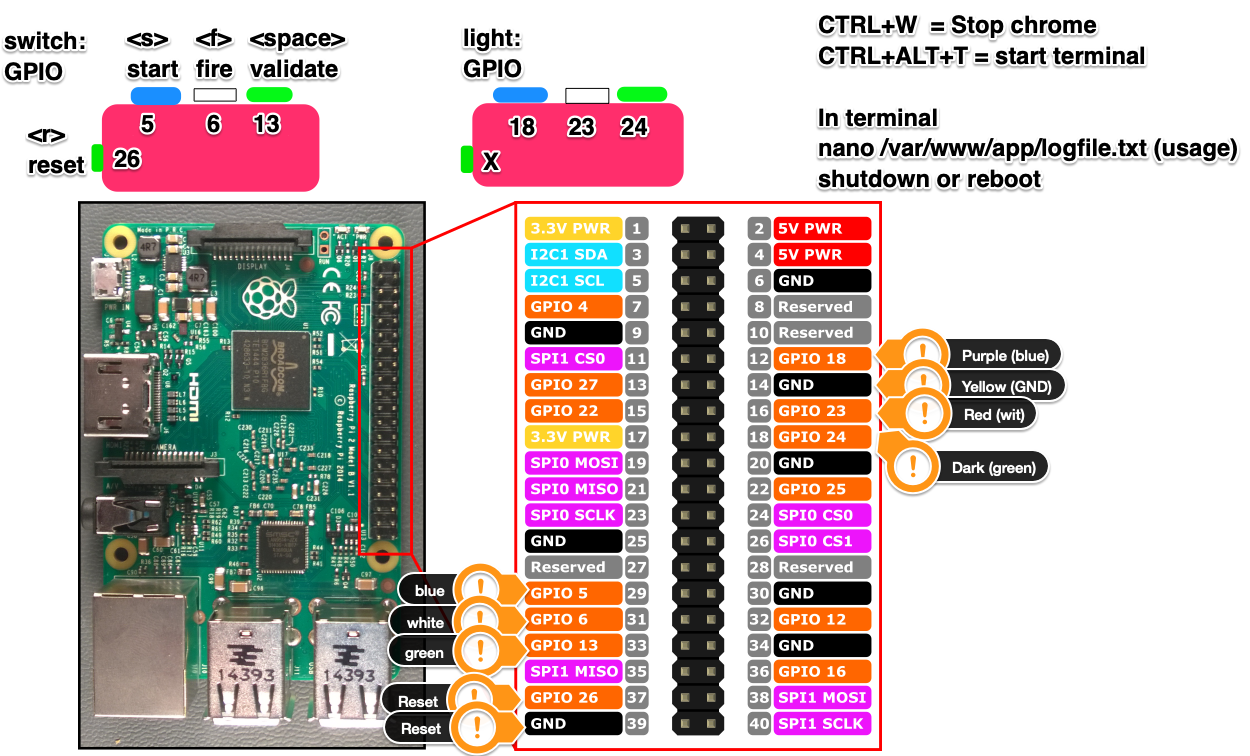 switch:
GPIO
<s> <f> <space>
start fire validate
5 6 13
<r>
reset
26
light:
GPIO
18 23 24
X
CTRL+W = Stop chrome
CTRL+ALT+T = start terminal
In terminal
nano /var/www/app/logfile.txt (usage)
shutdown or reboot
3.3V PWR 1 2 5V PWR
I2C1 SDA 3 4 5V PWR
I2C1 SCL 5 6 GND
GPIO 4 7 8 Reserved
GND 9 10 Reserved
SPI1 CS0 11 12 GPIO 18 Purple (blue)
GPIO 27 13 14 GND Yellow (GND)
GPIO 22 15 16 GPIO 23 Red (wit)
3.3V PWR 17 18 GPIO 24
SPI0 MOSI 19 20 GND Dark (green)
SPI0 MISO 21 22 GPIO 25
SPI0 SCLK 23 24 SPI0 CS0
GND 25 26 SPI0 CS1
Reserved 27 28 Reserved
blue GPIO 5 29 30 GND
white GPIO 6 31 32 GPIO 12
green GPIO 13 33 34 GND
SPI1 MISO 35 36 GPIO 16
Reset GPIO 26 37 38 SPI1 MOSI
Reset GND 39 40 SPI1 SCLK
Made in P.R.C
DISPLAY
PWR IN
HDMI
CAMERA
BROADCOM
Raspberry Pi 2 Model B V1.1
© Raspberry Pi 2014
14393 14393